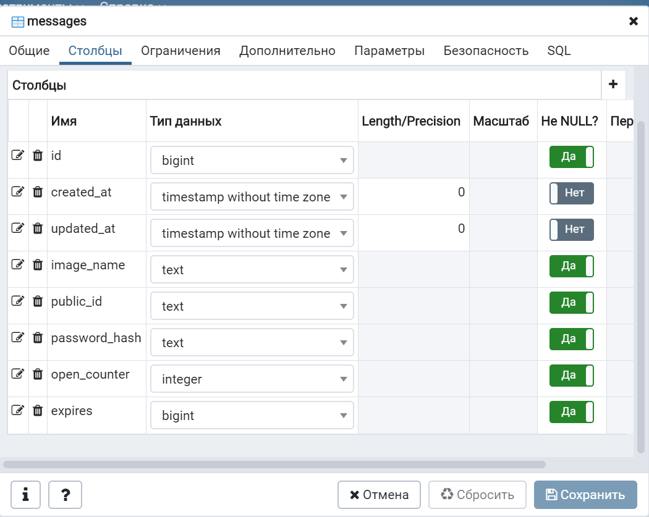 messages
Общие Столбцы Ограничения Дополнительно Параметры Безопасность SQL
Столбцы
Имя Тип данных Length/Precision Масштаб Не NULL? Пер
id bigint Да
created_at timestamp without time zone 0 Нет
updated_at timestamp without time zone 0 Нет
image_name text Да
public_id text Да
password_hash text Да
open_counter integer Да
expires bigint Да
Отмена Сбросить Сохранить